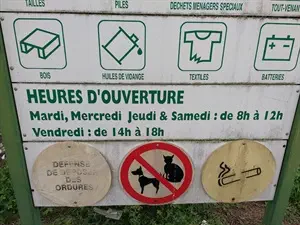 TAILLES
PILES
DECHETS MENAGERS SPECIAUX
TOUT-VENANT
BOIS
HUILES DE VIDANGE
TEXTILES
BATTERIES
HEURES D'OUVERTURE
Mardi, Mercredi, Jeudi & Samedi : de 8h à 12h
Vendredi : de 14h à 18h
DEFENSE
DES
ORDURES